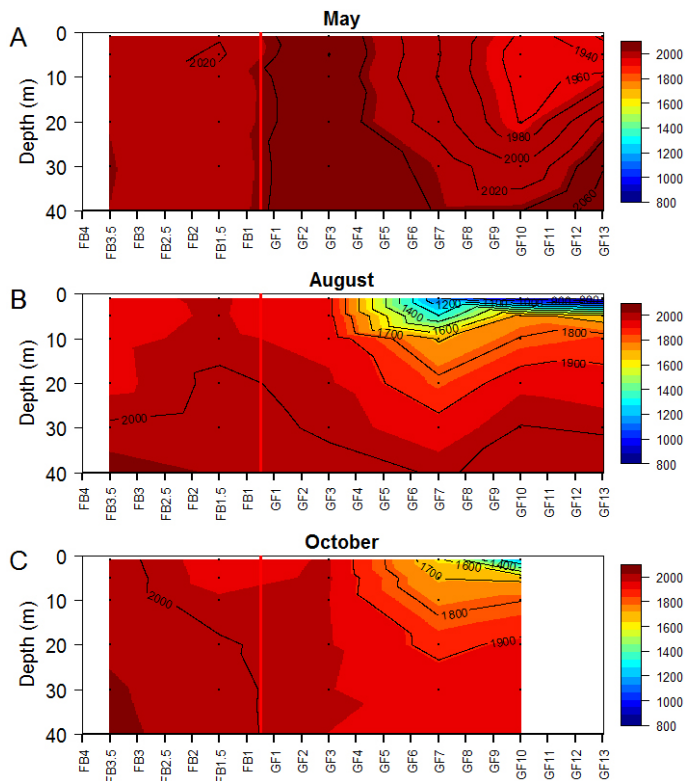 A
May
0
10
20
30
40
Depth (m)
2020
1940
1980
1980
2000
2020
2060
2000
1800
1600
1400
1200
1000
800
FB4
FB3.5
FB3
FB2.5
FB2
FB1.5
FB1
GF1
GF2
GF3
GF4
GF5
GF6
GF7
GF8
GF9
GF10
GF11
GF12
GF13
B
August
0
10
20
30
40
Depth (m)
2000
1400
1700
1200
1600
1800
1900
2000
1800
1600
1400
1200
1000
800
FB4
FB3.5
FB3
FB2.5
FB2
FB1.5
FB1
GF1
GF2
GF3
GF4
GF5
GF6
GF7
GF8
GF9
GF10
GF11
GF12
GF13
C
October
0
10
20
30
40
Depth (m)
2000
1700
1600
1400
1800
1900
2000
1800
1600
1400
1200
1000
800
FB4
FB3.5
FB3
FB2.5
FB2
FB1.5
FB1
GF1
GF2
GF3
GF4
GF5
GF6
GF7
GF8
GF9
GF10
GF11
GF12
GF13